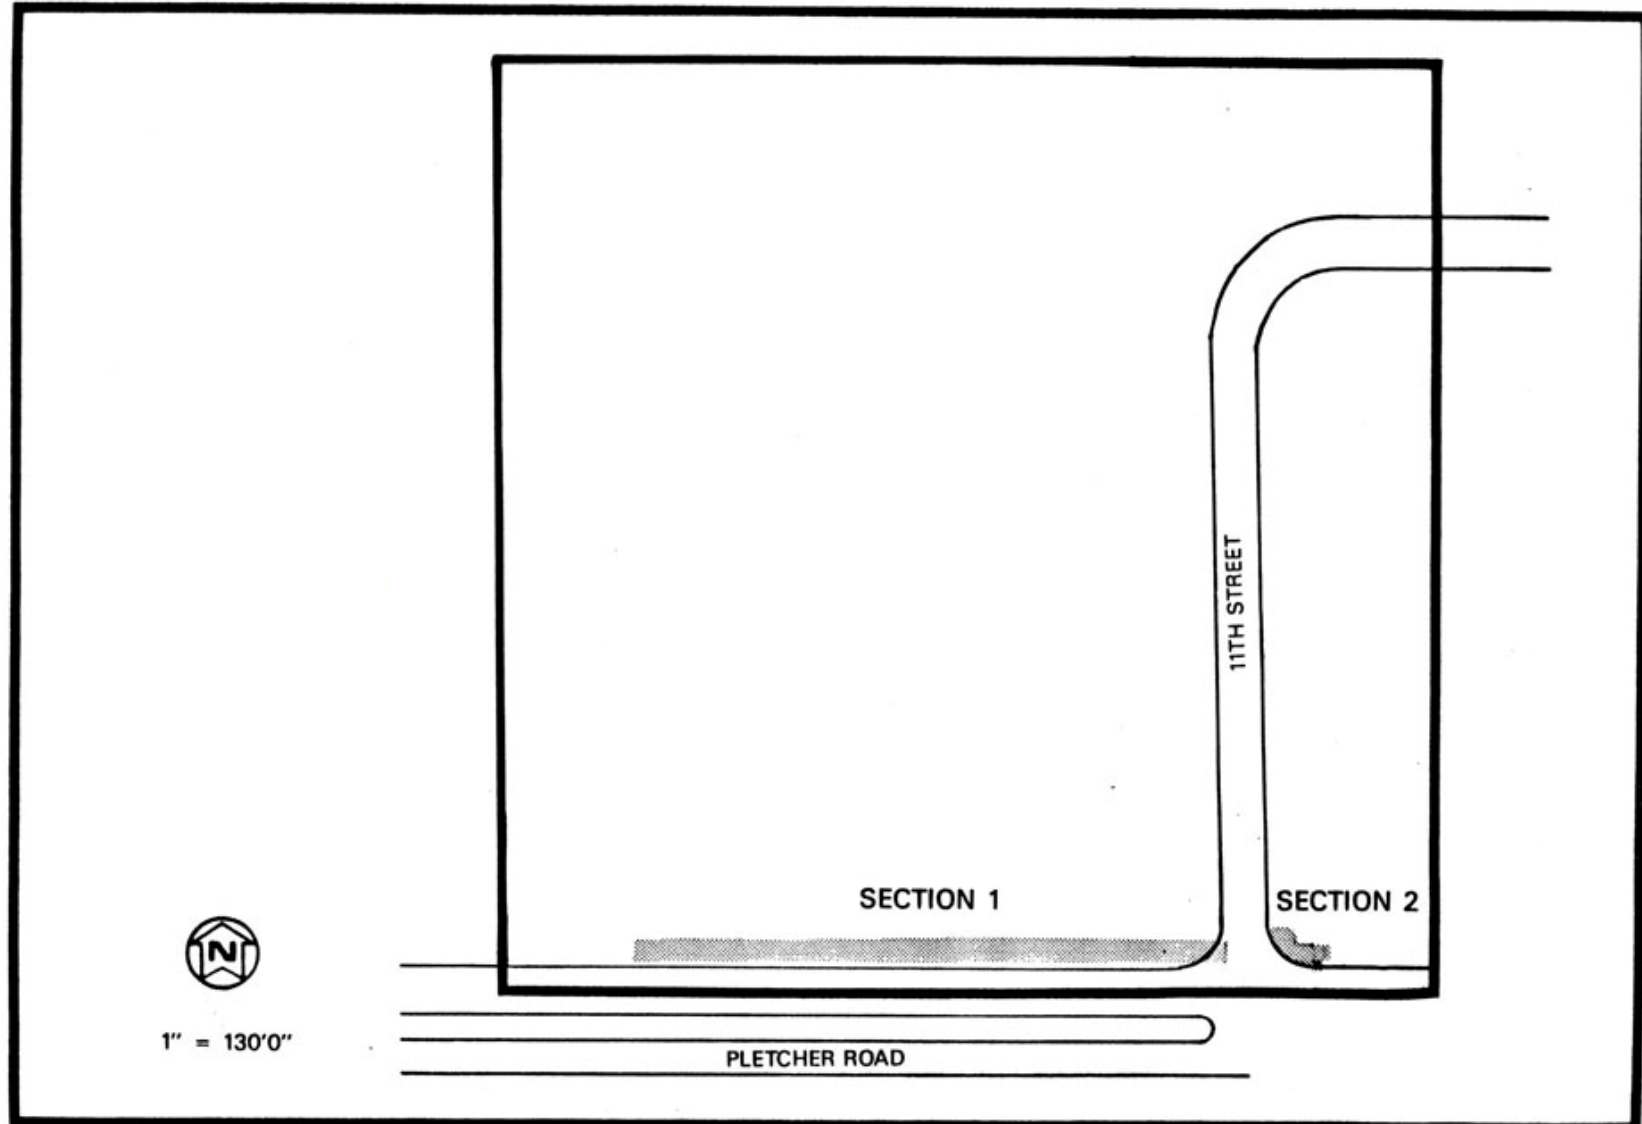 11TH STREET
SECTION 1
SECTION 2
N
1" = 130'0"
PLETCHER ROAD